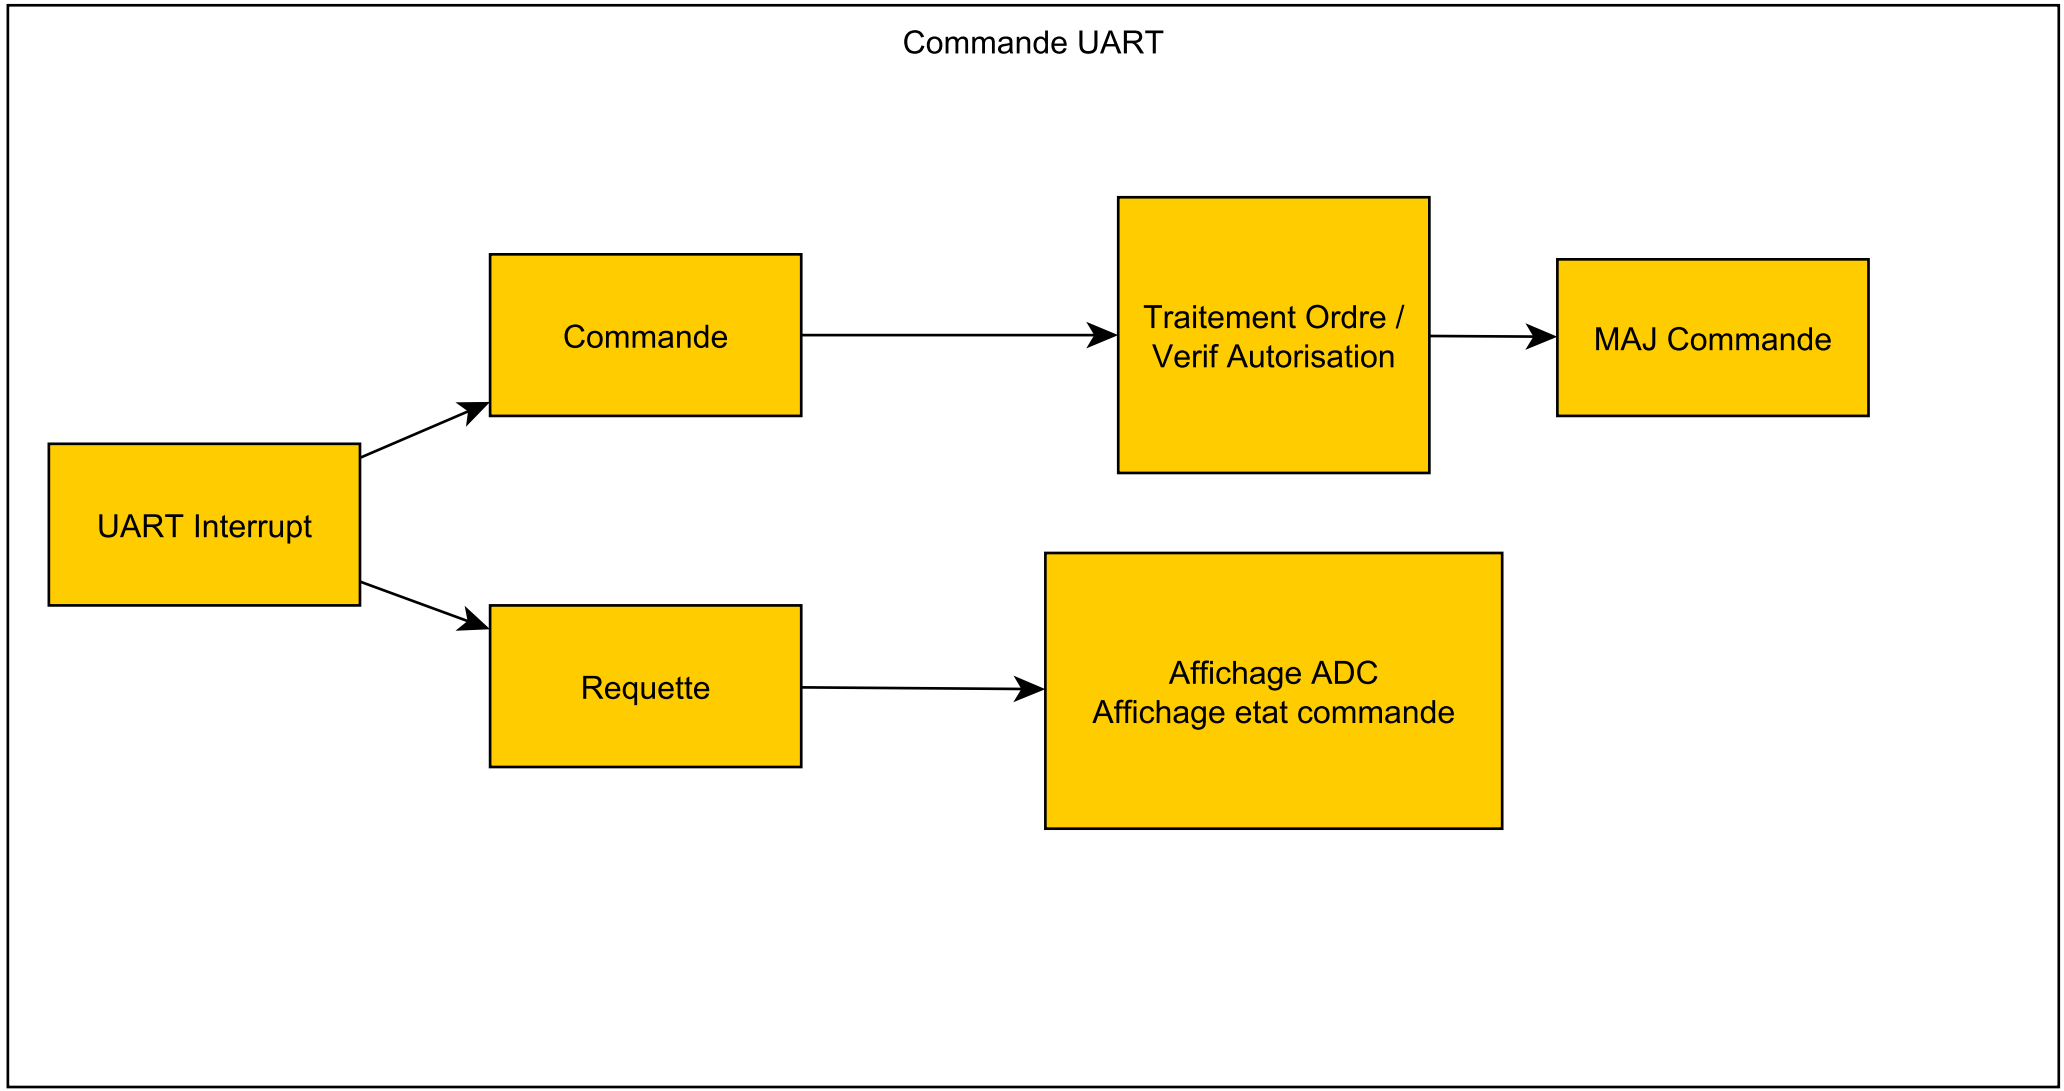 Commande UART
Commande
Traitement Ordre /
Verif Autorisation
MAJ Commande
UART Interrupt
Requette
Affichage ADC
Affichage etat commande